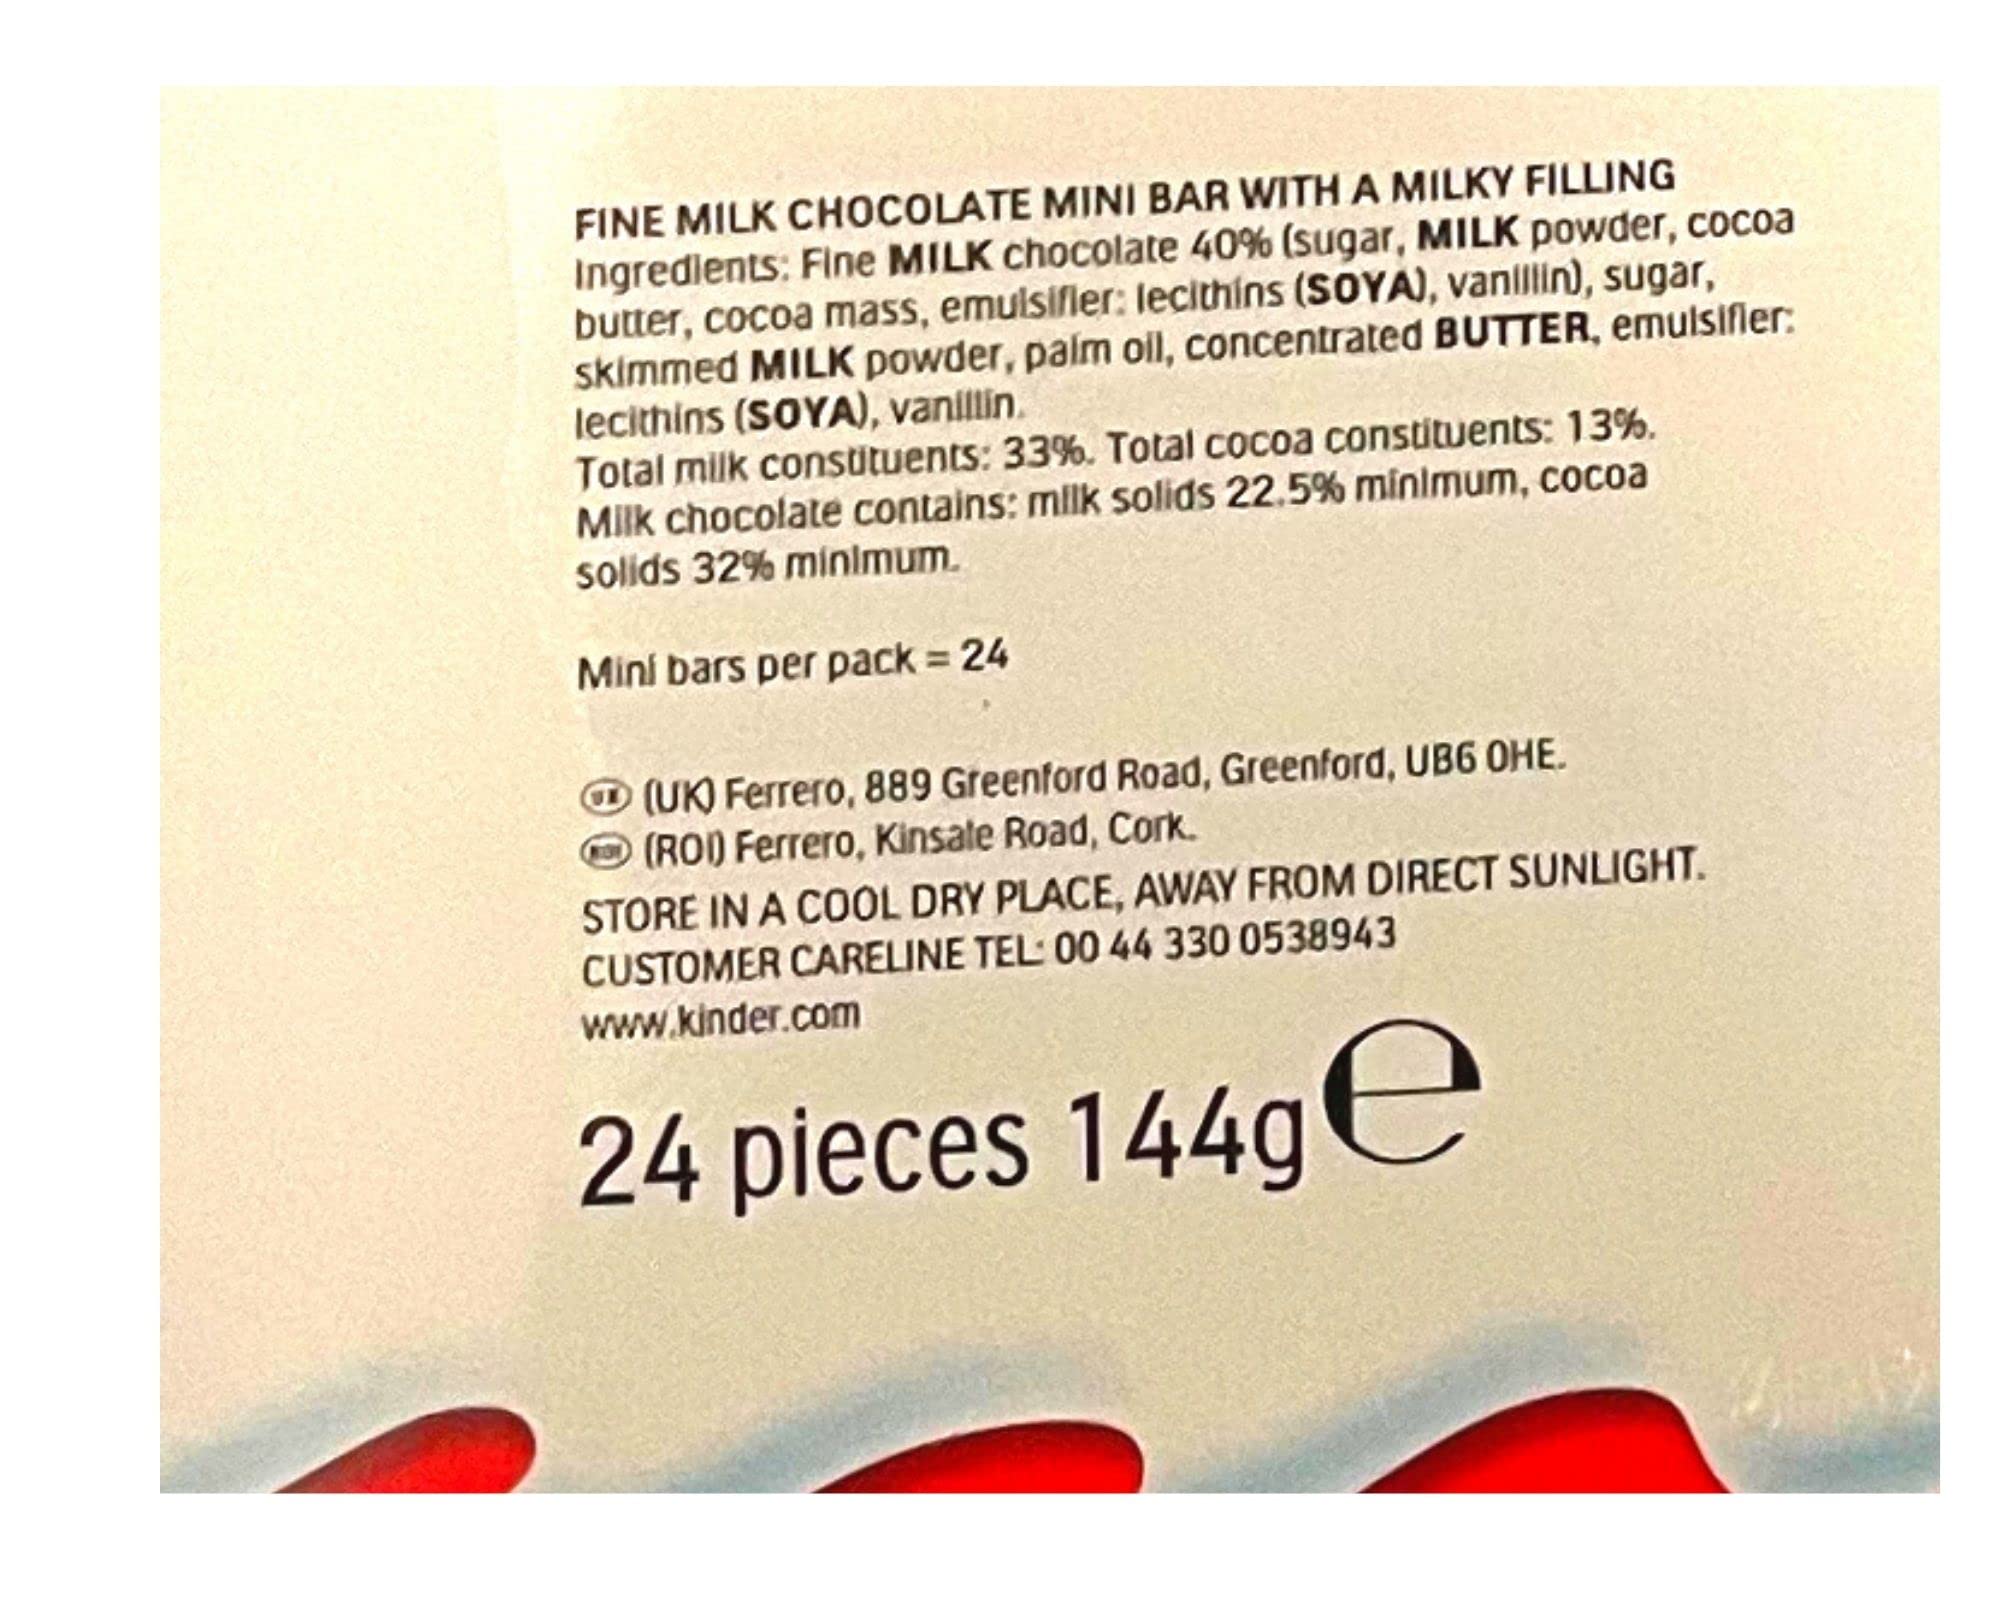 FINE MILK CHOCOLATE MINI BAR WITH A MILKY FILLING
Ingredients: Fine MILK chocolate 40% (sugar, MILK powder, cocoa
butter, cocoa mass, emulsifier: lecithins (SOYA), vanillin), sugar,
skimmed MILK powder, palm oil, concentrated BUTTER, emulsifier:
lecithins (SOYA), vanillin.
Total milk constituents: 33%. Total cocoa constituents: 13%.
Milk chocolate contains: milk solids 22.5% minimum, cocoa
solids 32% minimum.
Mini bars per pack = 24
UK (UK) Ferrero, 889 Greenford Road, Greenford, UB6 0HE.
ROI (ROI) Ferrero, Kinsale Road, Cork.
STORE IN A COOL DRY PLACE, AWAY FROM DIRECT SUNLIGHT.
CUSTOMER CARELINE TEL: 00 44 330 0538943
www.kinder.com
24 pieces 144g e